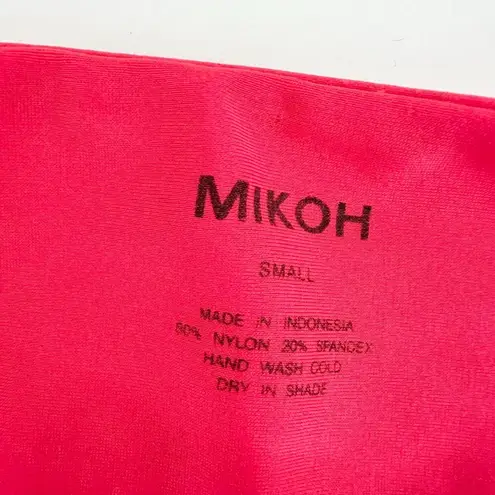 MIKOH
SMALL
MADE IN INDONESIA
80% NYLON 20% SPANDEX
HAND WASH COLD
DRY IN SHADE